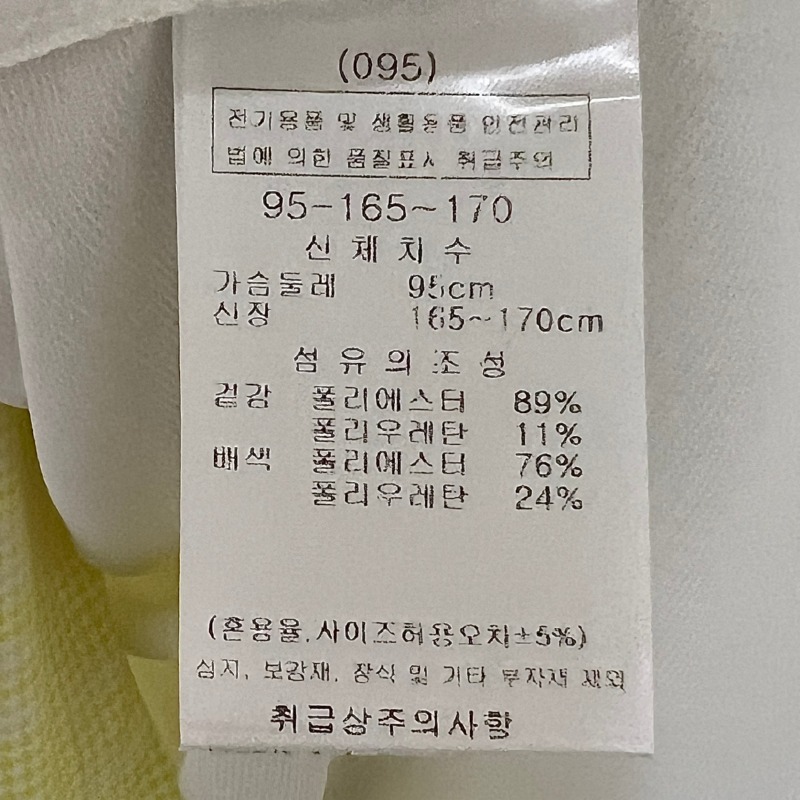 (095)
전기용품 및 생활용품 안전관리
법에 의한 품질표시 취급주의
95-165~170
신체치수
가슴둘레 95cm
신장 165~170cm
섬유의조성
겉감 폴리에스터 89%
폴리우레탄 11%
배색 폴리에스터 76%
폴리우레탄 24%
(혼용율,사이즈허용오차±5%)
심지, 보강재, 장식 및 기타 부자재 제외
취급상주의사항